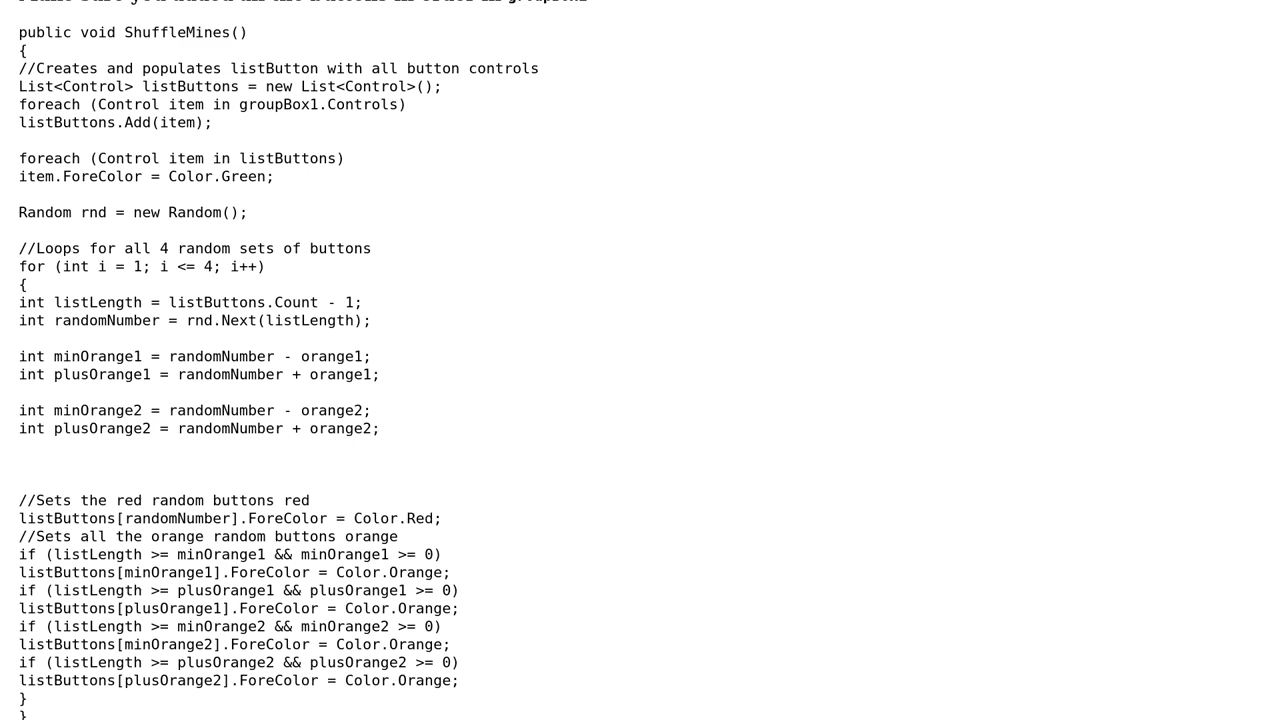 public void ShuffleMines()
{
//Creates and populates listButton with all button controls
List<Control> listButtons = new List<Control>();
foreach (Control item in groupBox1.Controls)
listButtons.Add(item);
foreach (Control item in listButtons)
item.ForeColor = Color.Green;
Random rnd = new Random();
//Loops for all 4 random sets of buttons
for (int i = 1; i <= 4; i++)
{
int listLength = listButtons.Count - 1;
int randomNumber = rnd.Next(listLength);
int minOrange1 = randomNumber - orange1;
int plusOrange1 = randomNumber + orange1;
int minOrange2 = randomNumber - orange2;
int plusOrange2 = randomNumber + orange2;
//Sets the red random buttons red
listButtons[randomNumber].ForeColor = Color.Red;
//Sets all the orange random buttons orange
if (listLength >= minOrange1 && minOrange1 >= 0)
listButtons[minOrange1].ForeColor = Color.Orange;
if (listLength >= plusOrange1 && plusOrange1 >= 0)
listButtons[plusOrange1].ForeColor = Color.Orange;
if (listLength >= minOrange2 && minOrange2 >= 0)
listButtons[minOrange2].ForeColor = Color.Orange;
if (listLength >= plusOrange2 && plusOrange2 >= 0)
listButtons[plusOrange2].ForeColor = Color.Orange;
}
}